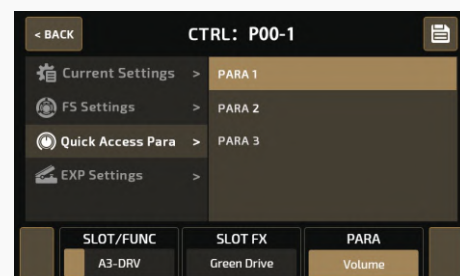 < BACK
CTRL: P00-1
Current Settings >
PARA 1
FS Settings >
PARA 2
Quick Access Para >
PARA 3
EXP Settings >
SLOT/FUNC
SLOT FX
PARA
A3-DRV
Green Drive
Volume